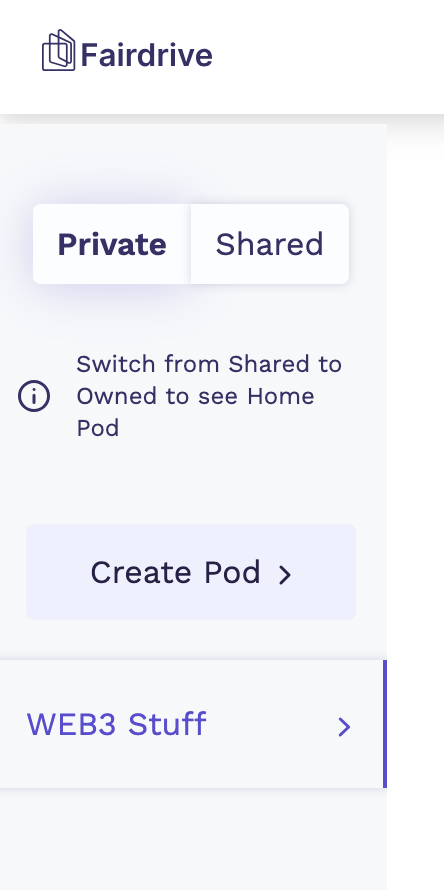 Fairdrive
Private
Shared
Switch from Shared to
Owned to see Home
Pod
Create Pod
WEB3 Stuff